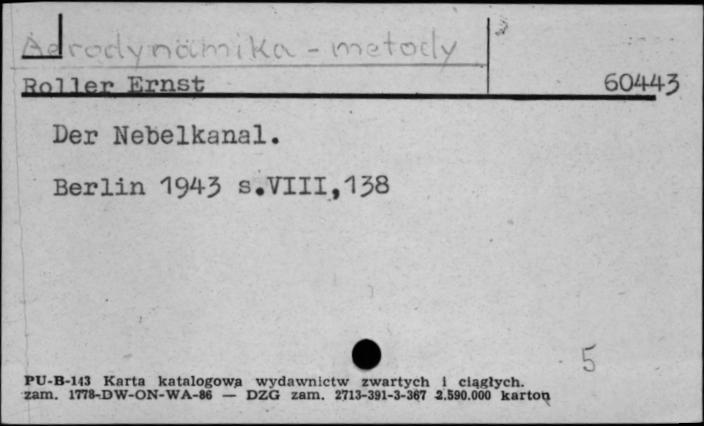 Aerodynamika - metody
Roller Ernst 60443
Der Nebelkanal.
Berlin 1943 s.VIII,138
5
PU-B-143 Karta katalogowa wydawnictw zwartych i ciągłych.
zam. 1778-DW-ON-WA-86 — DZG zam. 2713-391-3-367 2.590.000 karton